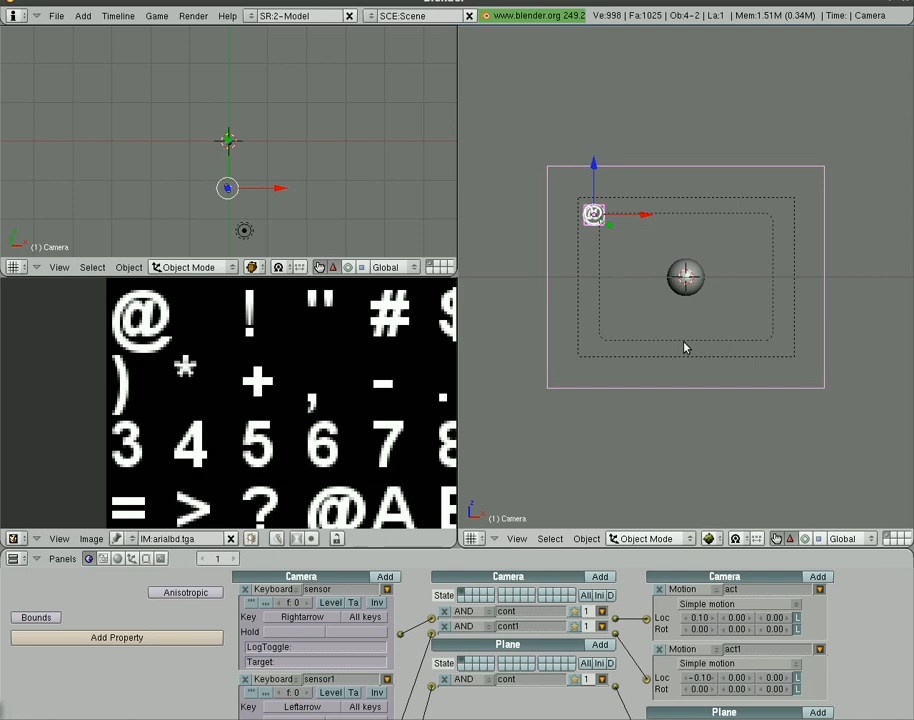 Blender
File Add Timeline Game Render Help SR:2-Model SCE:Scene www.blender.org 249.2 Ve:998 | Fa:1025 | Ob:4-2 | La:1 | Mem:1.51M (0.34M) | Time: | Camera
(1) Camera
View Select Object Object Mode Global
@ ! " # $
) * + , - .
3 4 5 6 7 8
= > ? @ A B
View Image IM:arialbd.tga
x z
(1) Camera
View Select Object Object Mode Global
Panels 1
Anisotropic
Bounds
Add Property
Camera Add
Keyboard sensor
f: 0 Level Ta Inv
Key Rightarrow All keys
Hold
LogToggle:
Target:
Keyboard sensor1
f: 0 Level Ta Inv
Key Leftarrow All keys
Camera Add
State All Ini D
AND cont 1
AND cont1 1
Plane Add
State All Ini D
AND cont 1
Camera Add
Motion act
Simple motion
Loc 0.10 0.00 0.00 L
Rot 0.00 0.00 0.00 L
Motion act1
Simple motion
Loc -0.10 0.00 0.00 L
Rot 0.00 0.00 0.00 L
Plane Add